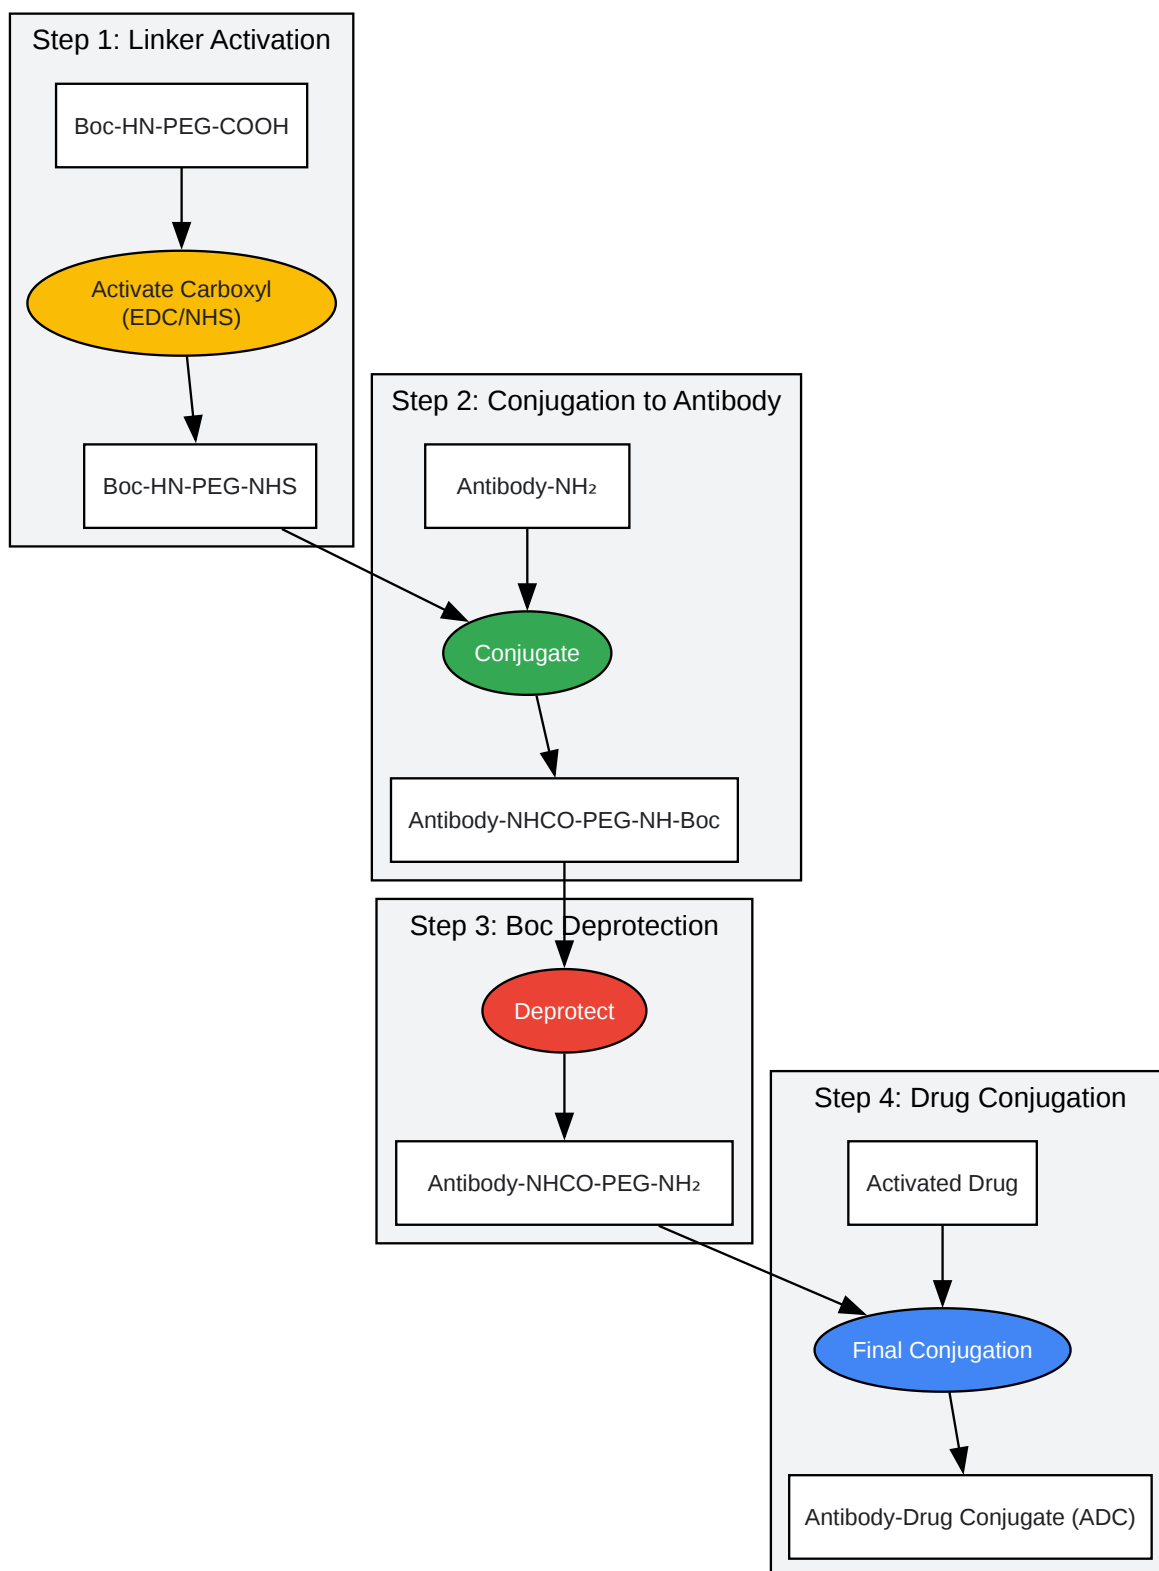 Step 1: Linker Activation
Boc-HN-PEG-COOH
Activate Carboxyl
(EDC/NHS)
Boc-HN-PEG-NHS
Step 2: Conjugation to Antibody
Antibody-NH₂
Conjugate
Antibody-NHCO-PEG-NH-Boc
Step 3: Boc Deprotection
Deprotect
Antibody-NHCO-PEG-NH₂
Step 4: Drug Conjugation
Activated Drug
Final Conjugation
Antibody-Drug Conjugate (ADC)